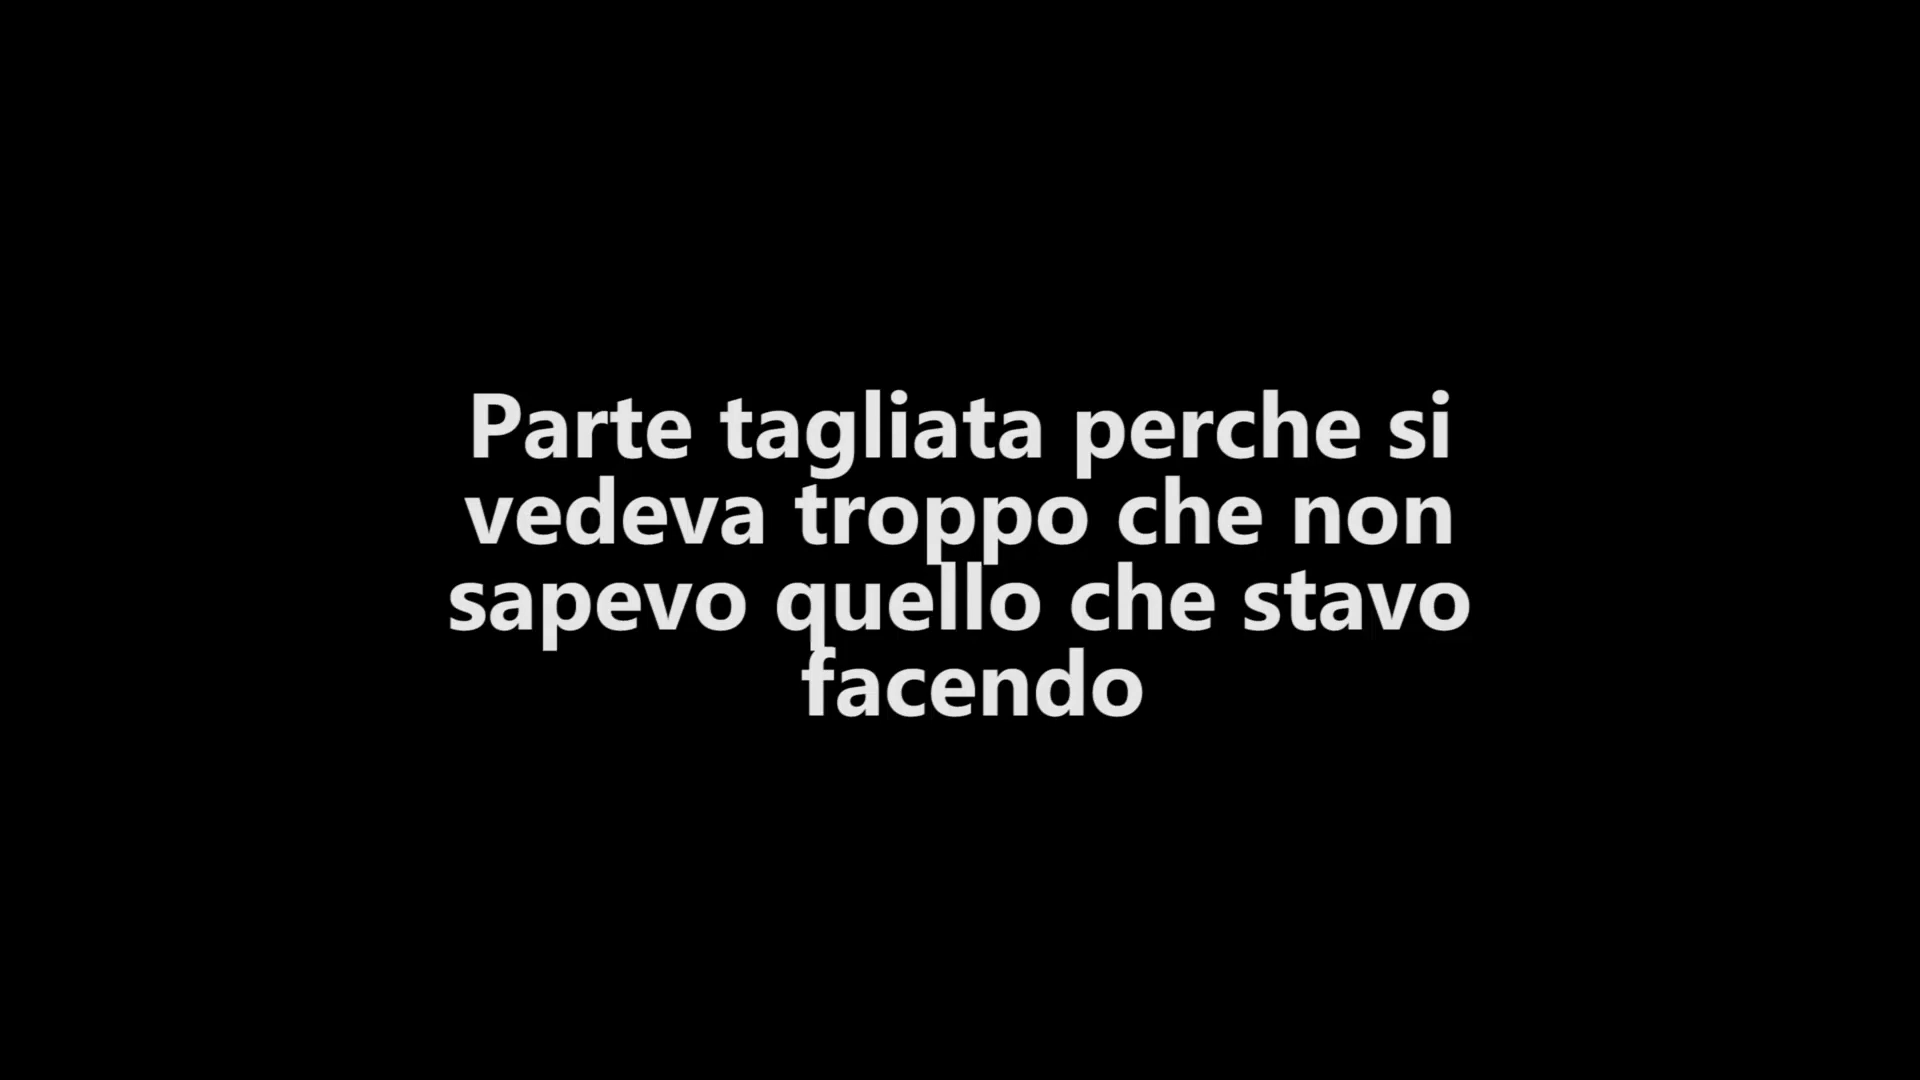 Parte tagliata perche si
vedeva troppo che non
sapevo quello che stavo
facendo